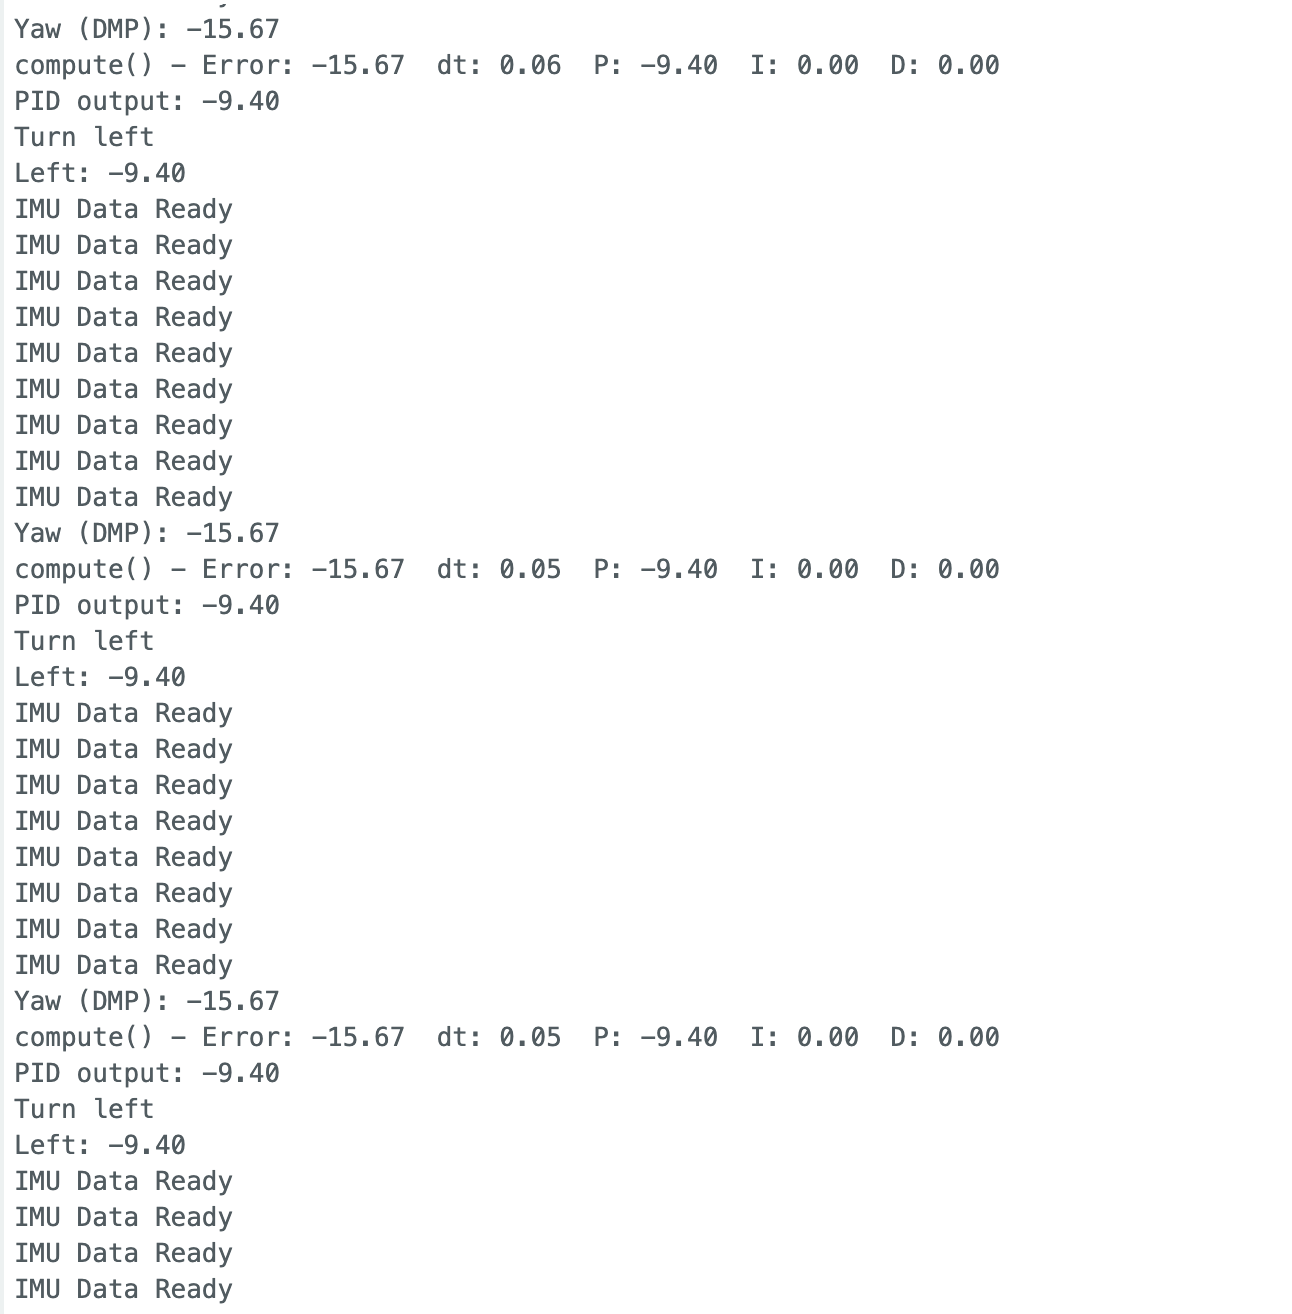 Yaw (DMP): -15.67
compute() - Error: -15.67  dt: 0.06  P: -9.40  I: 0.00  D: 0.00
PID output: -9.40
Turn left
Left: -9.40
IMU Data Ready
IMU Data Ready
IMU Data Ready
IMU Data Ready
IMU Data Ready
IMU Data Ready
IMU Data Ready
IMU Data Ready
IMU Data Ready
Yaw (DMP): -15.67
compute() - Error: -15.67  dt: 0.05  P: -9.40  I: 0.00  D: 0.00
PID output: -9.40
Turn left
Left: -9.40
IMU Data Ready
IMU Data Ready
IMU Data Ready
IMU Data Ready
IMU Data Ready
IMU Data Ready
IMU Data Ready
IMU Data Ready
Yaw (DMP): -15.67
compute() - Error: -15.67  dt: 0.05  P: -9.40  I: 0.00  D: 0.00
PID output: -9.40
Turn left
Left: -9.40
IMU Data Ready
IMU Data Ready
IMU Data Ready
IMU Data Ready